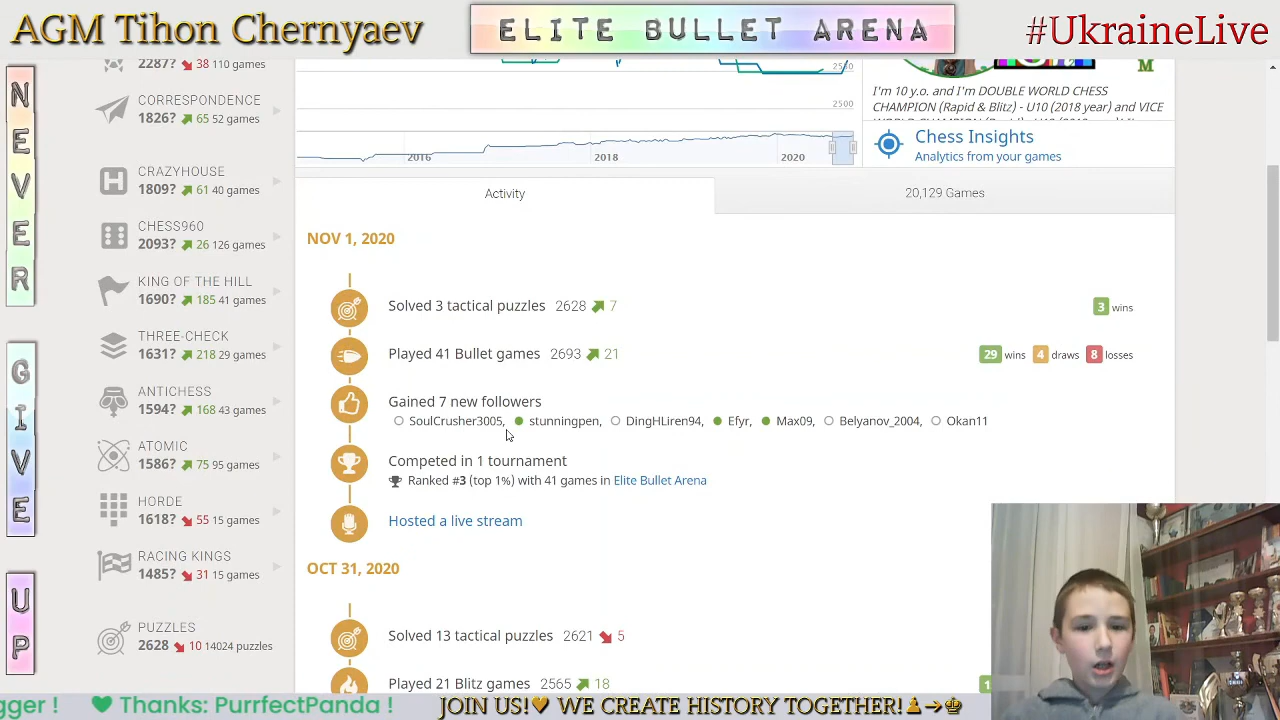 AGM Tihon Chernyaev
ELITE BULLET ARENA
#UkraineLive
NEVER
GIVE
UP
2287? 38 110 games
CORRESPONDENCE
1826? 65 52 games
CRAZYHOUSE
1809? 61 40 games
CHESS960
2093? 26 126 games
KING OF THE HILL
1690? 185 41 games
THREE-CHECK
1631? 218 29 games
ANTICHESS
1594? 168 43 games
ATOMIC
1586? 75 95 games
HORDE
1618? 55 15 games
RACING KINGS
1485? 31 15 games
PUZZLES
2628 10 14024 puzzles
2500
2016 2018 2020
M
I'm 10 y.o. and I'm DOUBLE WORLD CHESS
CHAMPION (Rapid & Blitz) - U10 (2018 year) and VICE
Chess Insights
Analytics from your games
Activity
20,129 Games
NOV 1, 2020
Solved 3 tactical puzzles 2628 7
3 wins
Played 41 Bullet games 2693 21
29 wins 4 draws 8 losses
Gained 7 new followers
SoulCrusher3005, stunningpen, DingHLiren94, Efyr, Max09, Belyanov_2004, Okan11
Competed in 1 tournament
Ranked #3 (top 1%) with 41 games in Elite Bullet Arena
Hosted a live stream
OCT 31, 2020
Solved 13 tactical puzzles 2621 5
Played 21 Blitz games 2565 18
gger ! Thanks: PurrfectPanda !
JOIN US!♥ WE CREATE HISTORY TOGETHER!♟→♔